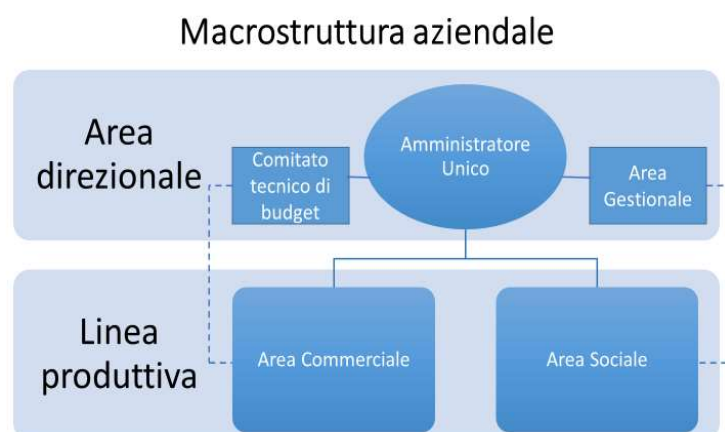 Macrostruttura aziendale
Area
direzionale
Comitato
tecnico di
budget
Amministratore
Unico
Area
Gestionale
Linea
produttiva
Area Commerciale
Area Sociale